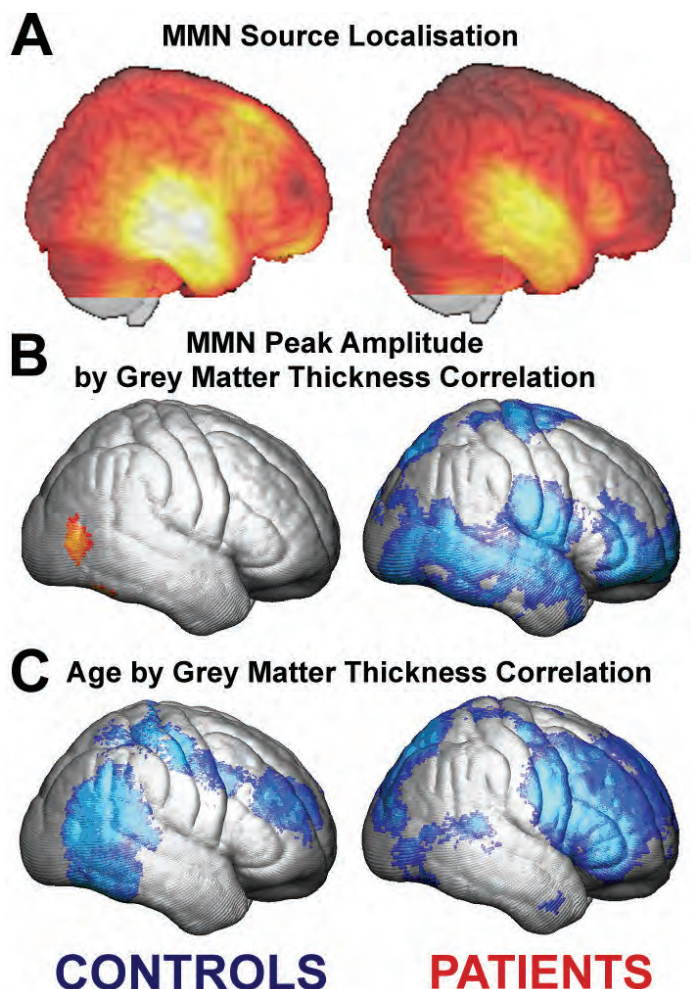 A MMN Source Localisation
B MMN Peak Amplitude
by Grey Matter Thickness Correlation
C Age by Grey Matter Thickness Correlation
CONTROLS PATIENTS